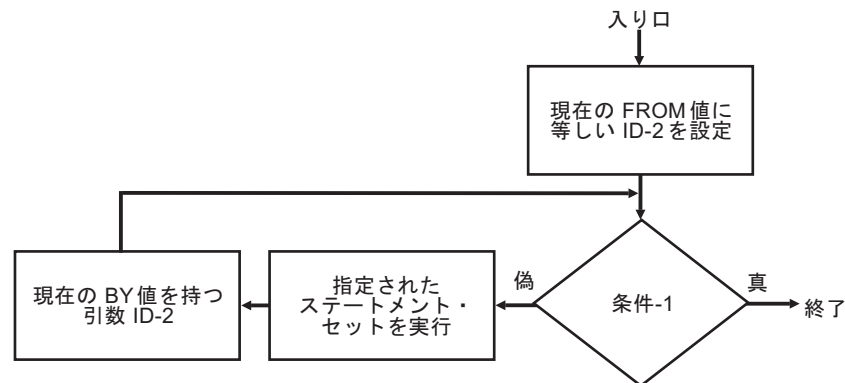 入り口
現在の FROM 値に
等しい ID-2 を設定
現在の BY 値を持つ
引数 ID-2
指定された
ステートメント・
セットを実行
偽
条件-1
真
終了